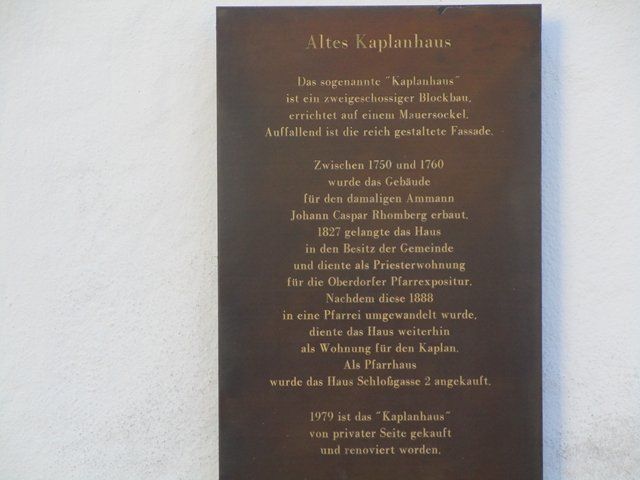 Altes Kaplanhaus
Das sogenannte "Kaplanhaus"
ist ein zweigeschossiger Blockbau,
errichtet auf einem Mauersockel.
Auffallend ist die reich gestaltete Fassade.
Zwischen 1750 und 1760
wurde das Gebäude
für den damaligen Ammann
Johann Caspar Rhomberg erbaut.
1827 gelangte das Haus
in den Besitz der Gemeinde
und diente als Priesterwohnung
für die Oberdorfer Pfarrexpositur.
Nachdem diese 1888
in eine Pfarrei umgewandelt wurde,
diente das Haus weiterhin
als Wohnung für den Kaplan.
Als Pfarrhaus
wurde das Haus Schloßgasse 2 angekauft.
1979 ist das "Kaplanhaus"
von privater Seite gekauft
und renoviert worden.